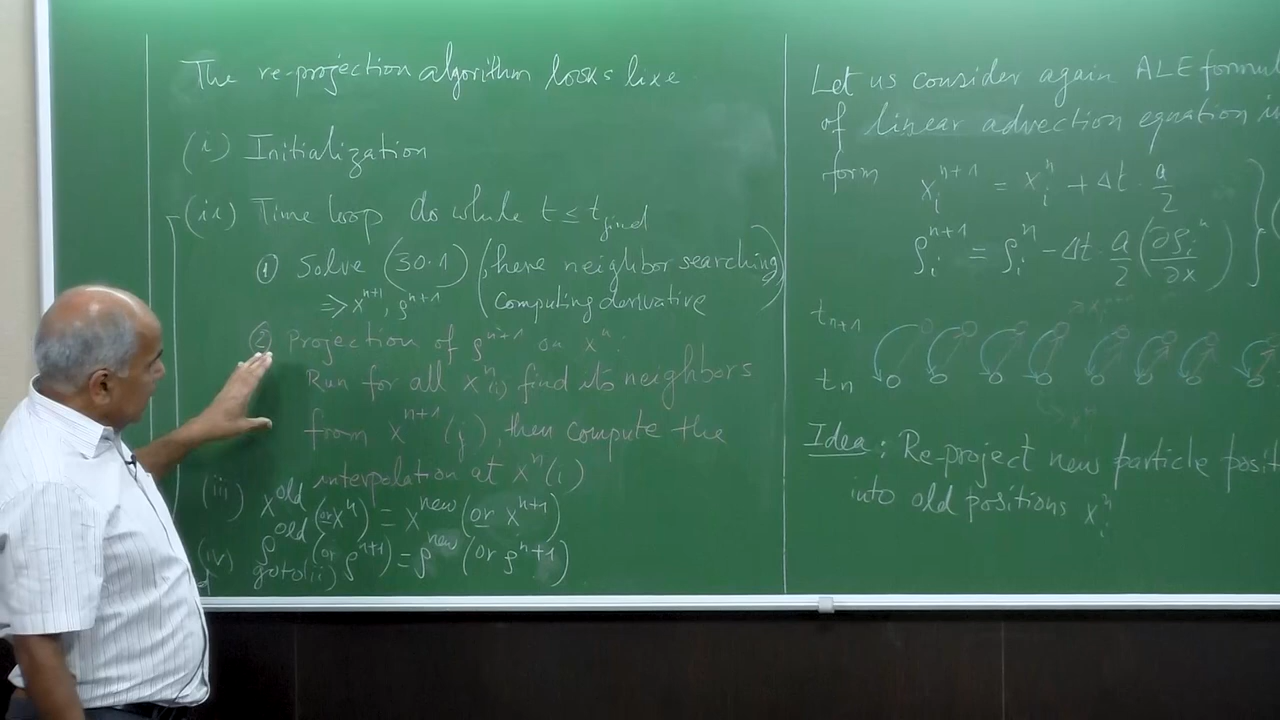 The re-projection algorithm looks like
(i) Initialization
(ii) Time loop do while t ≤ t_final
① Solve (30.1) (here neighbor searching,
⇒ x^{n+1}, ρ^{n+1} computing derivative)
② Projection of ρ^{n+1} on x^n:
Run for all x^n(i), find its neighbors
from x^{n+1}(j), then compute the
interpolation at x^n(i)
(iii) x^{old} (or x^n) = x^{new} (or x^{n+1})
ρ^{old} (or ρ^{n+1}) = ρ^{new} (or ρ^{n+1})
(iv) goto(ii)
Let us consider again ALE formul
of linear advection equation in
form x_i^{n+1} = x_i^n + Δt · a/2
ρ_i^{n+1} = ρ_i^n − Δt · a/2 (∂ρ_i/∂x)^n
t_{n+1}
t_n
Idea: Re-project new particle posit
into old positions x_i^n